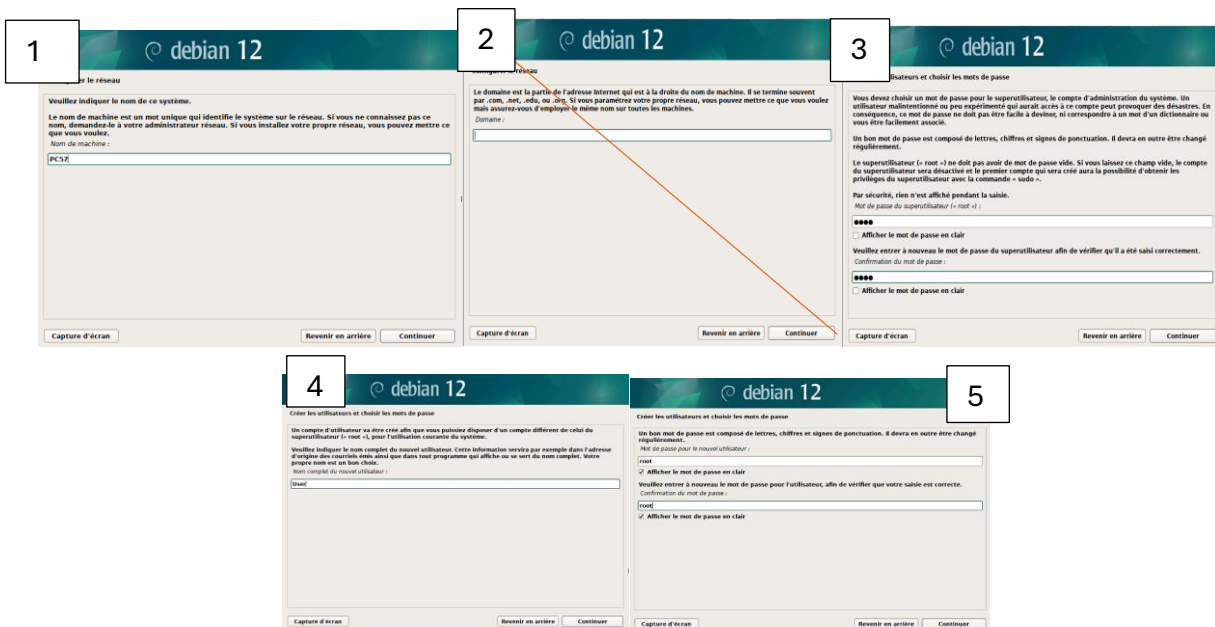 1
debian 12
er le réseau
Veuillez indiquer le nom de ce système.
Le nom de machine est un mot unique qui identifie le système sur le réseau. Si vous ne connaissez pas ce
nom, demandez-le à votre administrateur réseau. Si vous installez votre propre réseau, vous pouvez mettre ce
que vous voulez.
Nom de machine :
PC57
Capture d'écran
Revenir en arrière
Continuer
2
debian 12
réseau
Le domaine est la partie de l'adresse Internet qui est à la droite du nom de machine. Il se termine souvent
par .com, .net, .edu, ou .org. Si vous paramétrez votre propre réseau, vous pouvez mettre ce que vous voulez
mais assurez-vous d'employer le même nom sur toutes les machines.
Domaine :
Capture d'écran
Revenir en arrière
Continuer
3
debian 12
ilisateurs et choisir les mots de passe
Vous devez choisir un mot de passe pour le superutilisateur, le compte d'administration du système. Un
utilisateur malintentionné ou peu expérimenté qui aurait accès à ce compte peut provoquer des désastres. En
conséquence, ce mot de passe ne doit pas être facile à deviner, ni correspondre à un mot d'un dictionnaire ou
vous être facilement associé.
Un bon mot de passe est composé de lettres, chiffres et signes de ponctuation. Il devra en outre être changé
régulièrement.
Le superutilisateur (« root ») ne doit pas avoir de mot de passe vide. Si vous laissez ce champ vide, le compte
du superutilisateur sera désactivé et le premier compte qui sera créé aura la possibilité d'obtenir les
privilèges du superutilisateur avec la commande « sudo ».
Par sécurité, rien n'est affiché pendant la saisie.
Mot de passe du superutilisateur (« root ») :
●●●●
Afficher le mot de passe en clair
Veuillez entrer à nouveau le mot de passe du superutilisateur afin de vérifier qu'il a été saisi correctement.
Confirmation du mot de passe :
●●●●
Afficher le mot de passe en clair
Capture d'écran
Revenir en arrière
Continuer
4
debian 12
Créer les utilisateurs et choisir les mots de passe
Un compte d'utilisateur va être créé afin que vous puissiez disposer d'un compte différent de celui du
superutilisateur (« root »), pour l'utilisation courante du système.
Veuillez indiquer le nom complet du nouvel utilisateur. Cette information servira par exemple dans l'adresse
d'origine des courriels émis ainsi que dans tout programme qui affiche ou se sert du nom complet. Votre
propre nom est un bon choix.
Nom complet du nouvel utilisateur :
User
Capture d'écran
Revenir en arrière
Continuer
debian 12
5
Créer les utilisateurs et choisir les mots de passe
Un bon mot de passe est composé de lettres, chiffres et signes de ponctuation. Il devra en outre être changé
régulièrement.
Mot de passe pour le nouvel utilisateur :
root
Afficher le mot de passe en clair
Veuillez entrer à nouveau le mot de passe pour l'utilisateur, afin de vérifier que votre saisie est correcte.
Confirmation du mot de passe :
root
Afficher le mot de passe en clair
Capture d'écran
Revenir en arrière
Continuer